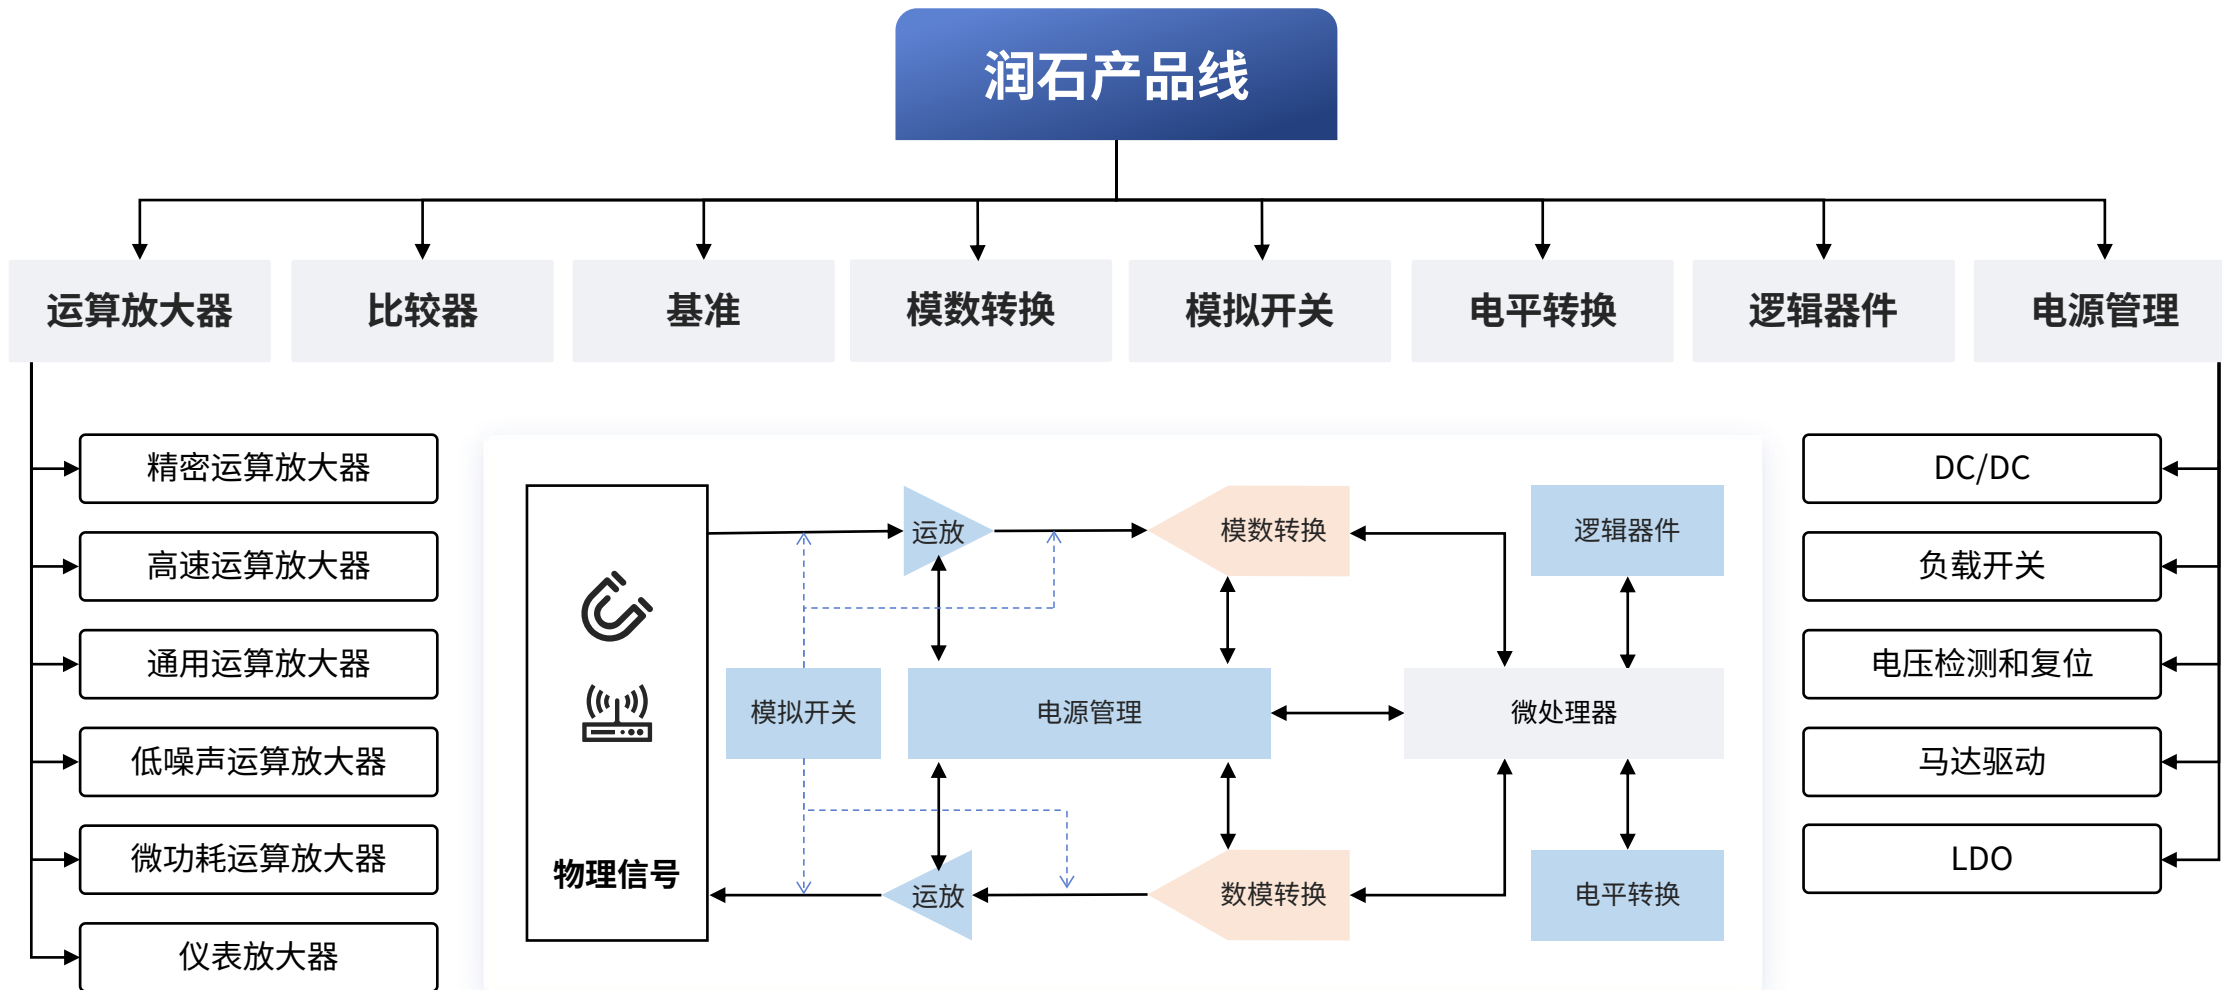 润石产品线
运算放大器
比较器
基准
模数转换
模拟开关
电平转换
逻辑器件
电源管理
精密运算放大器
高速运算放大器
通用运算放大器
低噪声运算放大器
微功耗运算放大器
仪表放大器
运放
模数转换
逻辑器件
模拟开关
电源管理
微处理器
物理信号
运放
数模转换
电平转换
DC/DC
负载开关
电压检测和复位
马达驱动
LDO